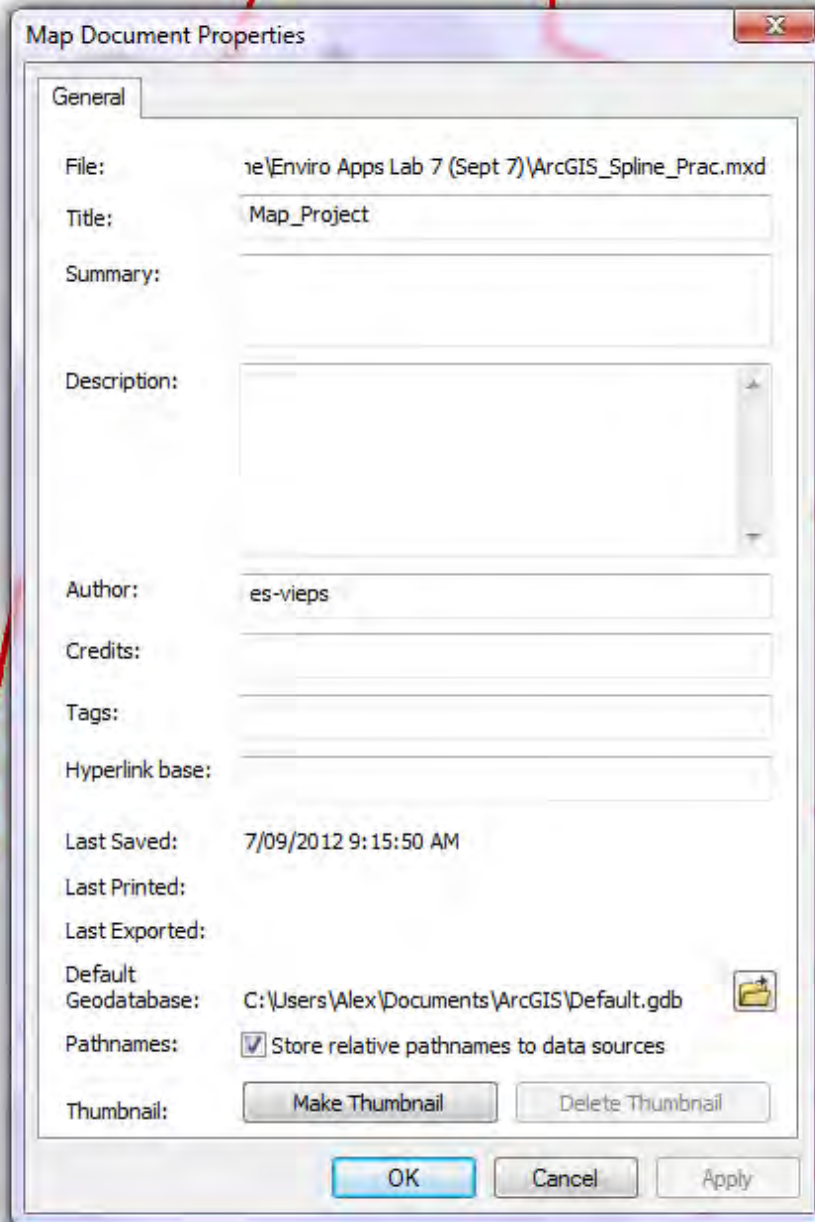 Map Document Properties
General
File: ne\Enviro Apps Lab 7 (Sept 7)\ArcGIS_Spline_Prac.mxd
Title: Map_Project
Summary:
Description:
Author: es-vieps
Credits:
Tags:
Hyperlink base:
Last Saved: 7/09/2012 9:15:50 AM
Last Printed:
Last Exported:
Default
Geodatabase: C:\Users\Alex\Documents\ArcGIS\Default.gdb
Pathnames: Store relative pathnames to data sources
Thumbnail: Make Thumbnail Delete Thumbnail
OK Cancel Apply